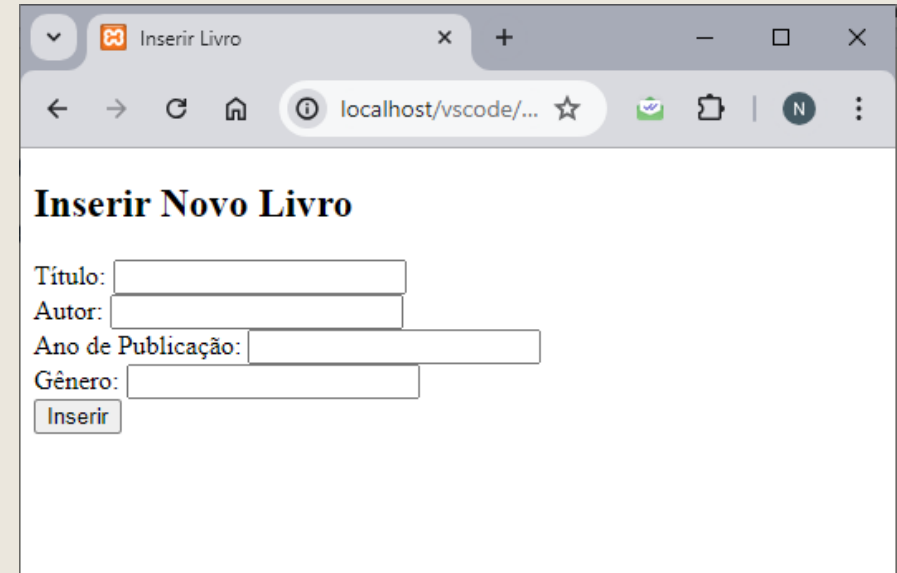 Inserir Livro
localhost/vscode/...
N
Inserir Novo Livro
Título:
Autor:
Ano de Publicação:
Gênero:
Inserir